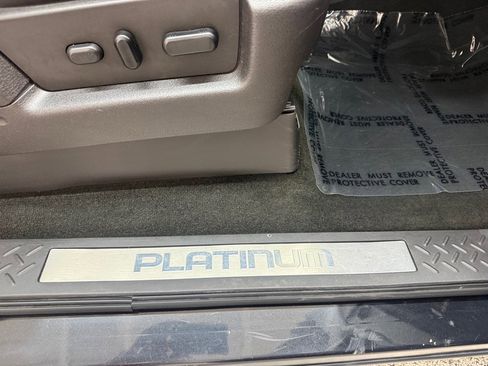 DEALER MUST REMOVE
PROTECTIVE COVER
PLATINUM